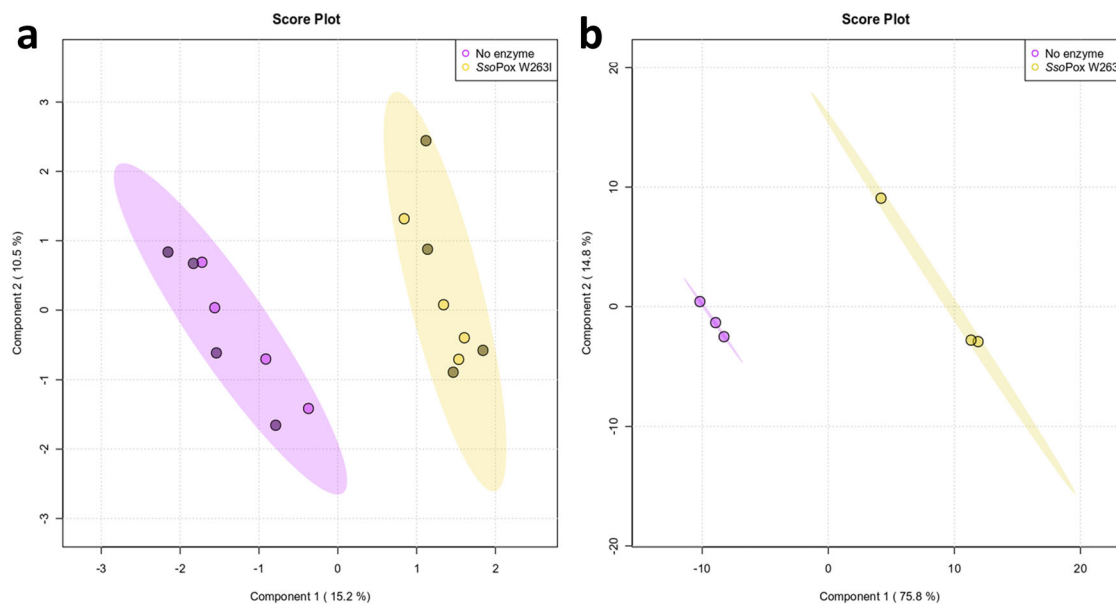 a
Score Plot
No enzyme
SsoPox W263I
3
2
1
0
-1
-2
-3
Component 2 ( 10.5 %)
-3 -2 -1 0 1 2
Component 1 ( 15.2 %)
b
Score Plot
No enzyme
SsoPox W263
20
10
0
-10
-20
Component 2 ( 14.8 %)
-10 0 10 20
Component 1 ( 75.8 %)